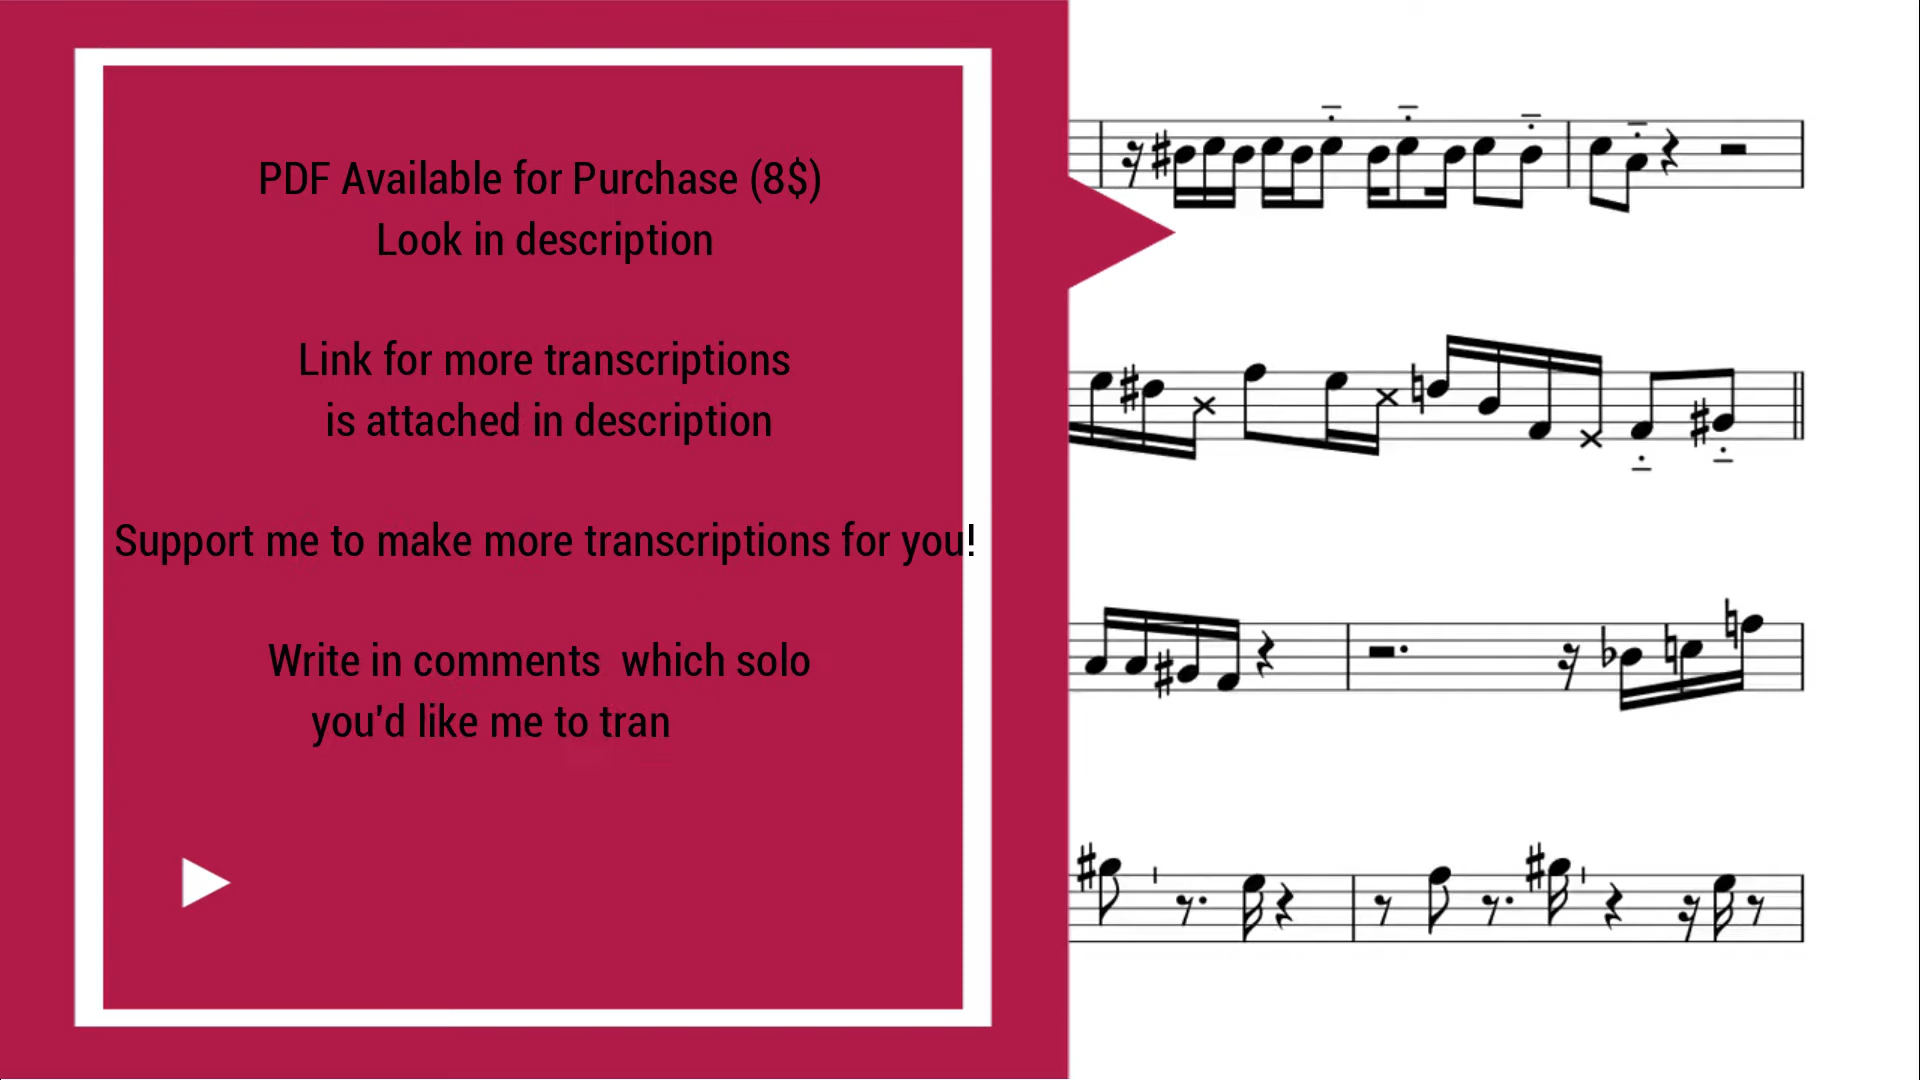 PDF Available for Purchase (8$)
Look in description
Link for more transcriptions
is attached in description
Support me to make more transcriptions for you!
Write in comments  which solo
you'd like me to tran